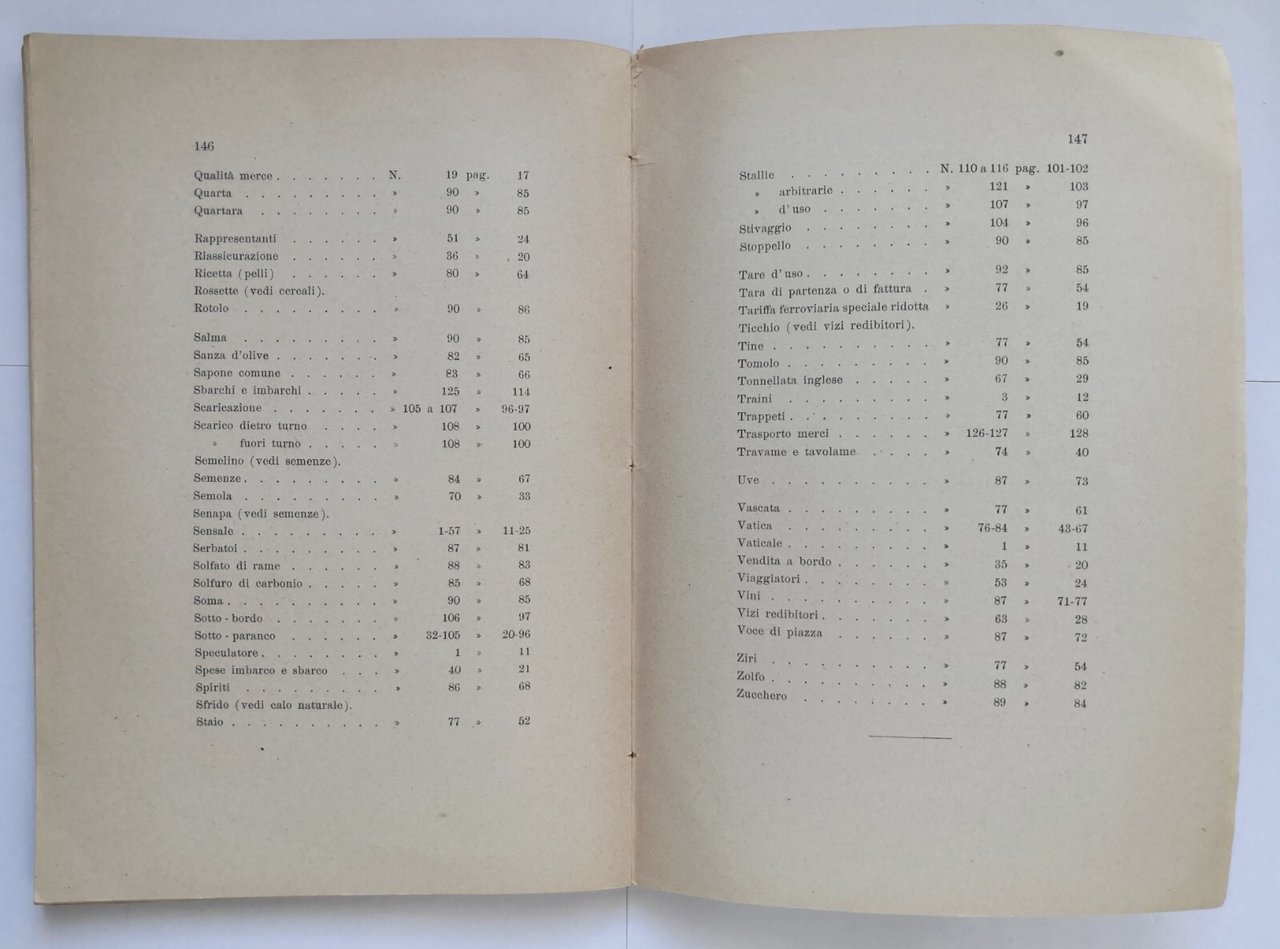 146
Qualità merce . . . . . . . N. 19 pag. 17
Quarta . . . . . . . . » 90 » 85
Quartara . . . . . . . » 90 » 85
Rappresentanti . . . . . . » 51 » 24
Riassicurazione . . . . . . » 36 » 20
Ricetta (pelli) . . . . . . » 80 » 64
Rossette (vedi cereali).
Rotolo . . . . . . . . . » 90 » 86
Salma . . . . . . . . . » 90 » 85
Sanza d'olive . . . . . . . » 82 » 65
Sapone comune . . . . . . » 83 » 66
Sbarchi e imbarchi . . . . . » 125 » 114
Scaricazione . . . . . . . » 105 a 107 » 96-97
Scarico dietro turno . . . . » 108 » 100
» fuori turno . . . . . » 108 » 100
Semelino (vedi semenze).
Semenze . . . . . . . . . » 84 » 67
Semola . . . . . . . . . » 70 » 33
Senapa (vedi semenze).
Sensale . . . . . . . . . » 1-57 » 11-25
Serbatoi . . . . . . . . . » 87 » 81
Solfato di rame . . . . . . » 88 » 83
Solfuro di carbonio . . . . . » 85 » 68
Soma . . . . . . . . . . » 90 » 85
Sotto - bordo . . . . . . . » 106 » 97
Sotto - paranco . . . . . . » 32-105 » 20-96
Speculatore . . . . . . . . » 1 » 11
Spese imbarco e sbarco . . . » 40 » 21
Spiriti . . . . . . . . . » 86 » 68
Sfrido (vedi calo naturale).
Staio . . . . . . . . . . » 77 » 52
147
Stallie . . . . . . . . . N. 110 a 116 pag. 101-102
» arbitrarie . . . . . . » 121 » 103
» d' uso . . . . . . . » 107 » 97
Stivaggio . . . . . . . . » 104 » 96
Stoppello . . . . . . . . » 90 » 85
Tare d' uso . . . . . . . . » 92 » 85
Tara di partenza o di fattura . » 77 » 54
Tariffa ferroviaria speciale ridotta » 26 » 19
Ticchio (vedi vizi redibitori).
Tine . . . . . . . . . . » 77 » 54
Tomolo . . . . . . . . . » 90 » 85
Tonnellata inglese . . . . . » 67 » 29
Traini . . . . . . . . . » 3 » 12
Trappeti . . . . . . . . . » 77 » 60
Trasporto merci . . . . . . » 126-127 » 128
Travame e tavolame . . . . » 74 » 40
Uve . . . . . . . . . . » 87 » 73
Vascata . . . . . . . . . » 77 » 61
Vatica . . . . . . . . . » 76-84 » 43-67
Vaticale . . . . . . . . . » 1 » 11
Vendita a bordo . . . . . . » 35 » 20
Viaggiatori . . . . . . . . » 53 » 24
Vini . . . . . . . . . . » 87 » 71-77
Vizi redibitori . . . . . . . » 63 » 28
Voce di piazza . . . . . . » 87 » 72
Ziri . . . . . . . . . . » 77 » 54
Zolfo . . . . . . . . . . » 88 » 82
Zucchero . . . . . . . . » 89 » 84